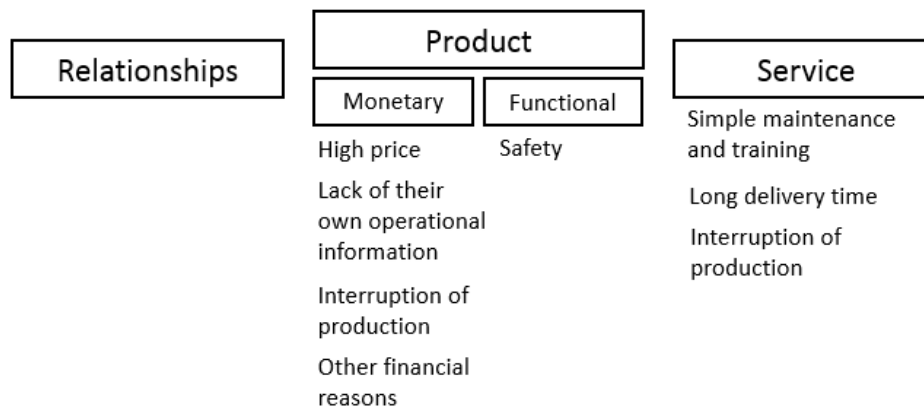 Relationships
Product
Monetary
High price
Lack of their
own operational
information
Interruption of
production
Other financial
reasons
Functional
Safety
Service
Simple maintenance
and training
Long delivery time
Interruption of
production